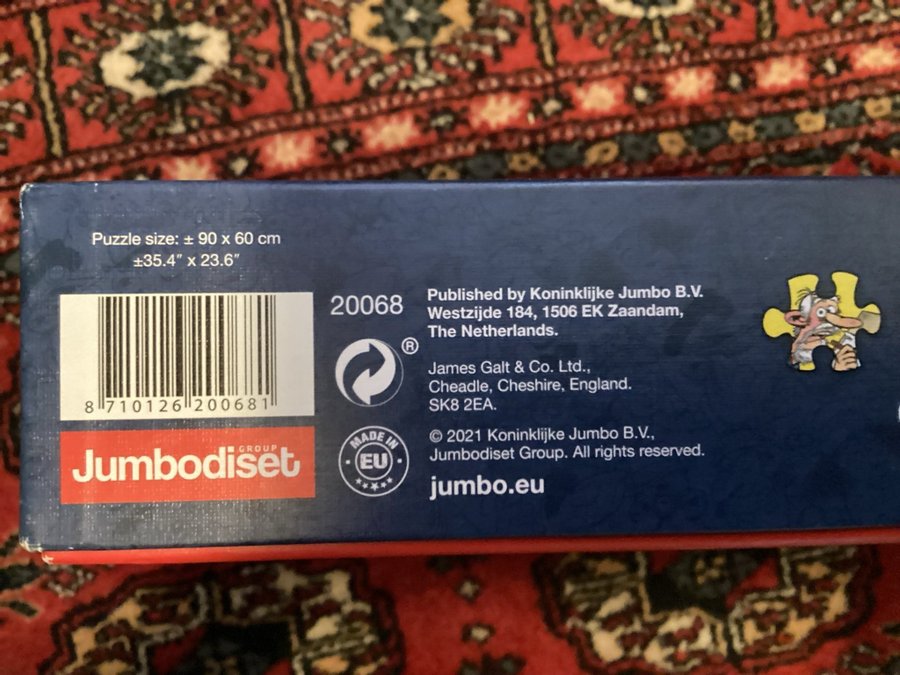 Puzzle size: ± 90 x 60 cm
±35.4" x 23.6"
8 710126 200681
GROUP
Jumbodiset
20068
®
MADE IN
EU
Published by Koninklijke Jumbo B.V.
Westzijde 184, 1506 EK Zaandam,
The Netherlands.
James Galt & Co. Ltd.,
Cheadle, Cheshire, England.
SK8 2EA.
© 2021 Koninklijke Jumbo B.V.,
Jumbodiset Group. All rights reserved.
jumbo.eu